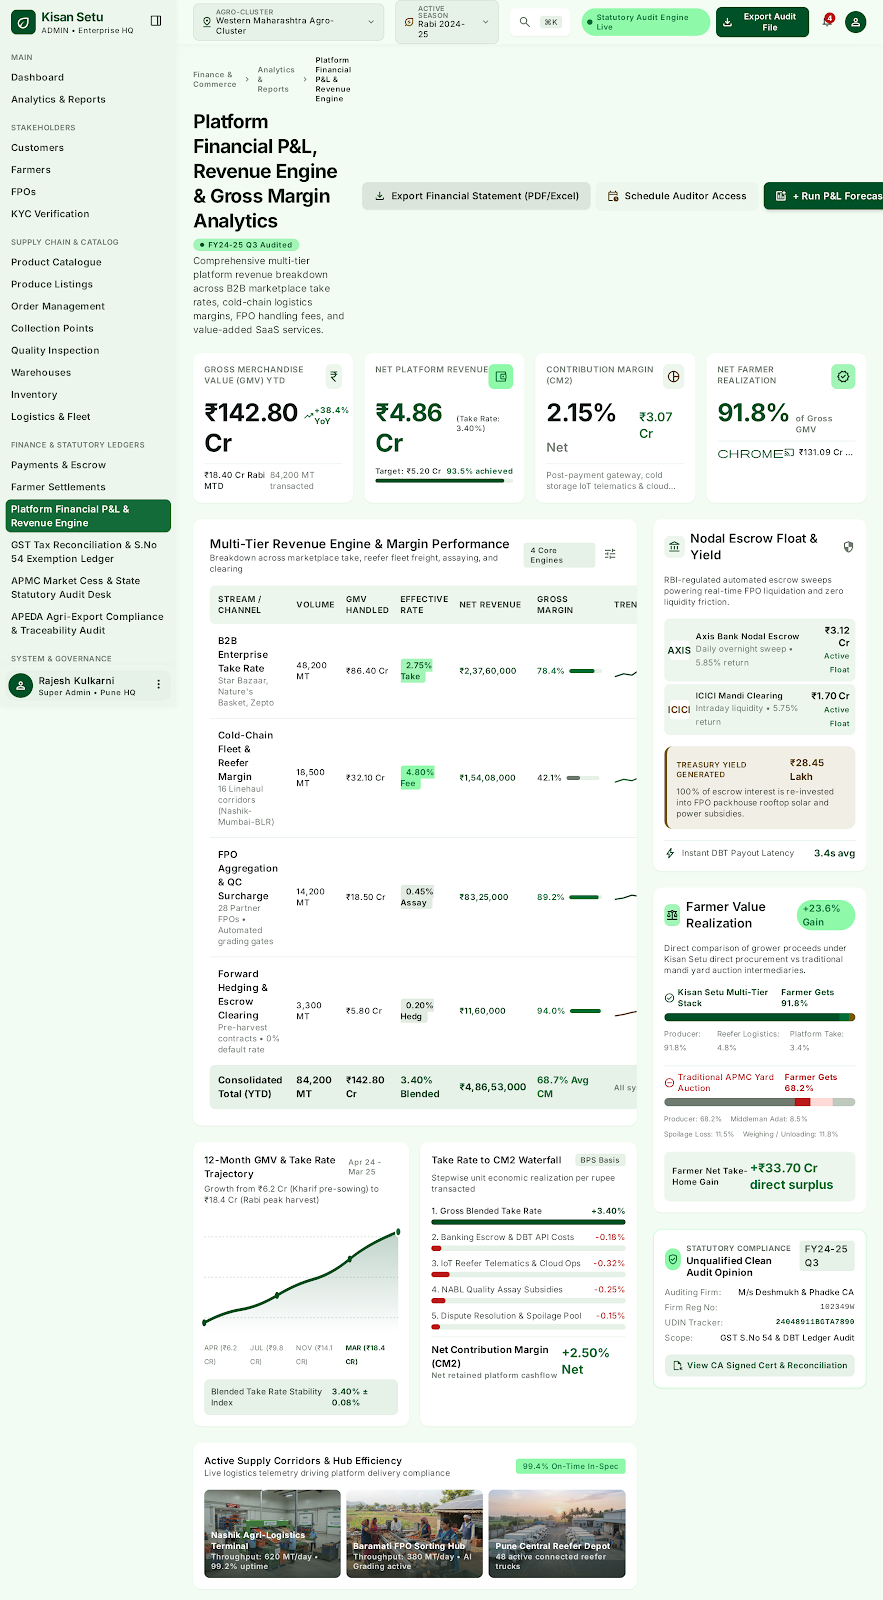 Kisan Setu
ADMIN • Enterprise HQ
MAIN
Dashboard
Analytics & Reports
STAKEHOLDERS
Customers
Farmers
FPOs
KYC Verification
SUPPLY CHAIN & CATALOG
Product Catalogue
Produce Listings
Order Management
Collection Points
Quality Inspection
Warehouses
Inventory
Logistics & Fleet
FINANCE & STATUTORY LEDGERS
Payments & Escrow
Farmer Settlements
Platform Financial P&L &
Revenue Engine
GST Tax Reconciliation & S.No
54 Exemption Ledger
APMC Market Cess & State
Statutory Audit Desk
APEDA Agri-Export Compliance
& Traceability Audit
SYSTEM & GOVERNANCE
Rajesh Kulkarni
Super Admin • Pune HQ
AGRO-CLUSTER
Western Maharashtra Agro-
Cluster
ACTIVE
SEASON
Rabi 2024-
25
⌘K
Statutory Audit Engine
Live
Export Audit
File
4
Finance &
Commerce
Analytics
&
Reports
Platform
Financial
P&L &
Revenue
Engine
Platform
Financial P&L,
Revenue Engine
& Gross Margin
Analytics
FY24-25 Q3 Audited
Comprehensive multi-tier
platform revenue breakdown
across B2B marketplace take
rates, cold-chain logistics
margins, FPO handling fees, and
value-added SaaS services.
Export Financial Statement (PDF/Excel)
Schedule Auditor Access
+ Run P&L Forecas
GROSS MERCHANDISE
VALUE (GMV) YTD
₹
₹142.80
Cr
+38.4%
YoY
₹18.40 Cr Rabi
MTD
84,200 MT
transacted
NET PLATFORM REVENUE
₹4.86
Cr
(Take Rate:
3.40%)
Target: ₹5.20 Cr
93.5% achieved
CONTRIBUTION MARGIN
(CM2)
2.15%
Net
₹3.07
Cr
Post-payment gateway, cold
storage IoT telematics & cloud...
NET FARMER
REALIZATION
91.8%
of Gross
GMV
CHROME
₹131.09 Cr ...
Multi-Tier Revenue Engine & Margin Performance
Breakdown across marketplace take, reefer fleet freight, assaying, and
clearing
4 Core
Engines
STREAM /
CHANNEL
VOLUME
GMV
HANDLED
EFFECTIVE
RATE
NET REVENUE
GROSS
MARGIN
TREN
B2B
Enterprise
Take Rate
Star Bazaar,
Nature's
Basket, Zepto
48,200
MT
₹86.40 Cr
2.75%
Take
₹2,37,60,000
78.4%
Cold-Chain
Fleet &
Reefer
Margin
16 Linehaul
corridors
(Nashik-
Mumbai-BLR)
18,500
MT
₹32.10 Cr
4.80%
Fee
₹1,54,08,000
42.1%
FPO
Aggregation
& QC
Surcharge
28 Partner
FPOs •
Automated
grading gates
14,200
MT
₹18.50 Cr
0.45%
Assay
₹83,25,000
89.2%
Forward
Hedging &
Escrow
Clearing
Pre-harvest
contracts • 0%
default rate
3,300
MT
₹5.80 Cr
0.20%
Hedg
₹11,60,000
94.0%
Consolidated
Total (YTD)
84,200
MT
₹142.80
Cr
3.40%
Blended
₹4,86,53,000
68.7% Avg
CM
All sy
12-Month GMV & Take Rate
Trajectory
Apr 24 –
Mar 25
Growth from ₹6.2 Cr (Kharif pre-sowing) to
₹18.4 Cr (Rabi peak harvest)
APR (₹6.2
CR)
JUL (₹9.8
CR)
NOV (₹14.1
CR)
MAR (₹18.4
CR)
Blended Take Rate Stability
Index
3.40% ±
0.08%
Take Rate to CM2 Waterfall
BPS Basis
Stepwise unit economic realization per rupee
transacted
1. Gross Blended Take Rate
+3.40%
2. Banking Escrow & DBT API Costs
-0.18%
3. IoT Reefer Telematics & Cloud Ops
-0.32%
4. NABL Quality Assay Subsidies
-0.25%
5. Dispute Resolution & Spoilage Pool
-0.15%
Net Contribution Margin
(CM2)
Net retained platform cashflow
+2.50%
Net
Active Supply Corridors & Hub Efficiency
Live logistics telemetry driving platform delivery compliance
99.4% On-Time In-Spec
Nashik Agri-Logistics
Terminal
Throughput: 620 MT/day •
99.2% uptime
Baramati FPO Sorting Hub
Throughput: 380 MT/day • AI
Grading active
Pune Central Reefer Depot
48 active connected reefer
trucks
Nodal Escrow Float &
Yield
RBI-regulated automated escrow sweeps
powering real-time FPO liquidation and zero
liquidity friction.
AXIS
Axis Bank Nodal Escrow
Daily overnight sweep •
5.85% return
₹3.12
Cr
Active
Float
ICICI
ICICI Mandi Clearing
Intraday liquidity • 5.75%
return
₹1.70 Cr
Active
Float
TREASURY YIELD
GENERATED
₹28.45
Lakh
100% of escrow interest is re-invested
into FPO packhouse rooftop solar and
power subsidies.
Instant DBT Payout Latency
3.4s avg
Farmer Value
Realization
+23.6%
Gain
Direct comparison of grower proceeds under
Kisan Setu direct procurement vs traditional
mandi yard auction intermediaries.
Kisan Setu Multi-Tier
Stack
Farmer Gets
91.8%
Producer:
91.8%
Reefer Logistics:
4.8%
Platform Take:
3.4%
Traditional APMC Yard
Auction
Farmer Gets
68.2%
Producer: 68.2%
Middleman Adat: 8.5%
Spoilage Loss: 11.5%
Weighing / Unloading: 11.8%
Farmer Net Take-
Home Gain
+₹33.70 Cr
direct surplus
STATUTORY COMPLIANCE
Unqualified Clean
Audit Opinion
FY24-25
Q3
Auditing Firm:
M/s Deshmukh & Phadke CA
Firm Reg No:
102349W
UDIN Tracker:
24048911BGTA7890
Scope:
GST S.No 54 & DBT Ledger Audit
View CA Signed Cert & Reconciliation